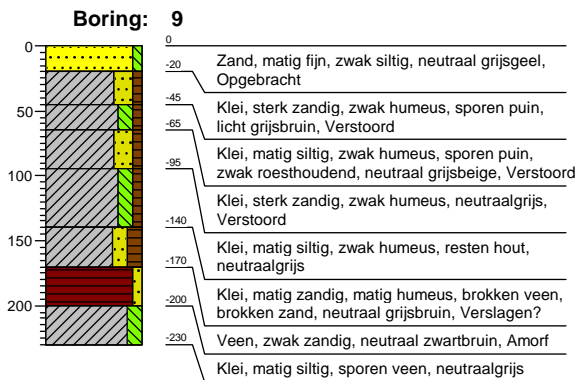 Boring: 9
0
50
100
150
200
0
-20
-45
-65
-95
-140
-170
-200
-230
Zand, matig fijn, zwak siltig, neutraal grijsgeel,
Opgebracht
Klei, sterk zandig, zwak humeus, sporen puin,
licht grijsbruin, Verstoord
Klei, matig siltig, zwak humeus, sporen puin,
zwak roesthoudend, neutraal grijsbeige, Verstoord
Klei, sterk zandig, zwak humeus, neutraalgrijs,
Verstoord
Klei, matig siltig, zwak humeus, resten hout,
neutraalgrijs
Klei, matig zandig, matig humeus, brokken veen,
brokken zand, neutraal grijsbruin, Verslagen?
Veen, zwak zandig, neutraal zwartbruin, Amorf
Klei, matig siltig, sporen veen, neutraalgrijs